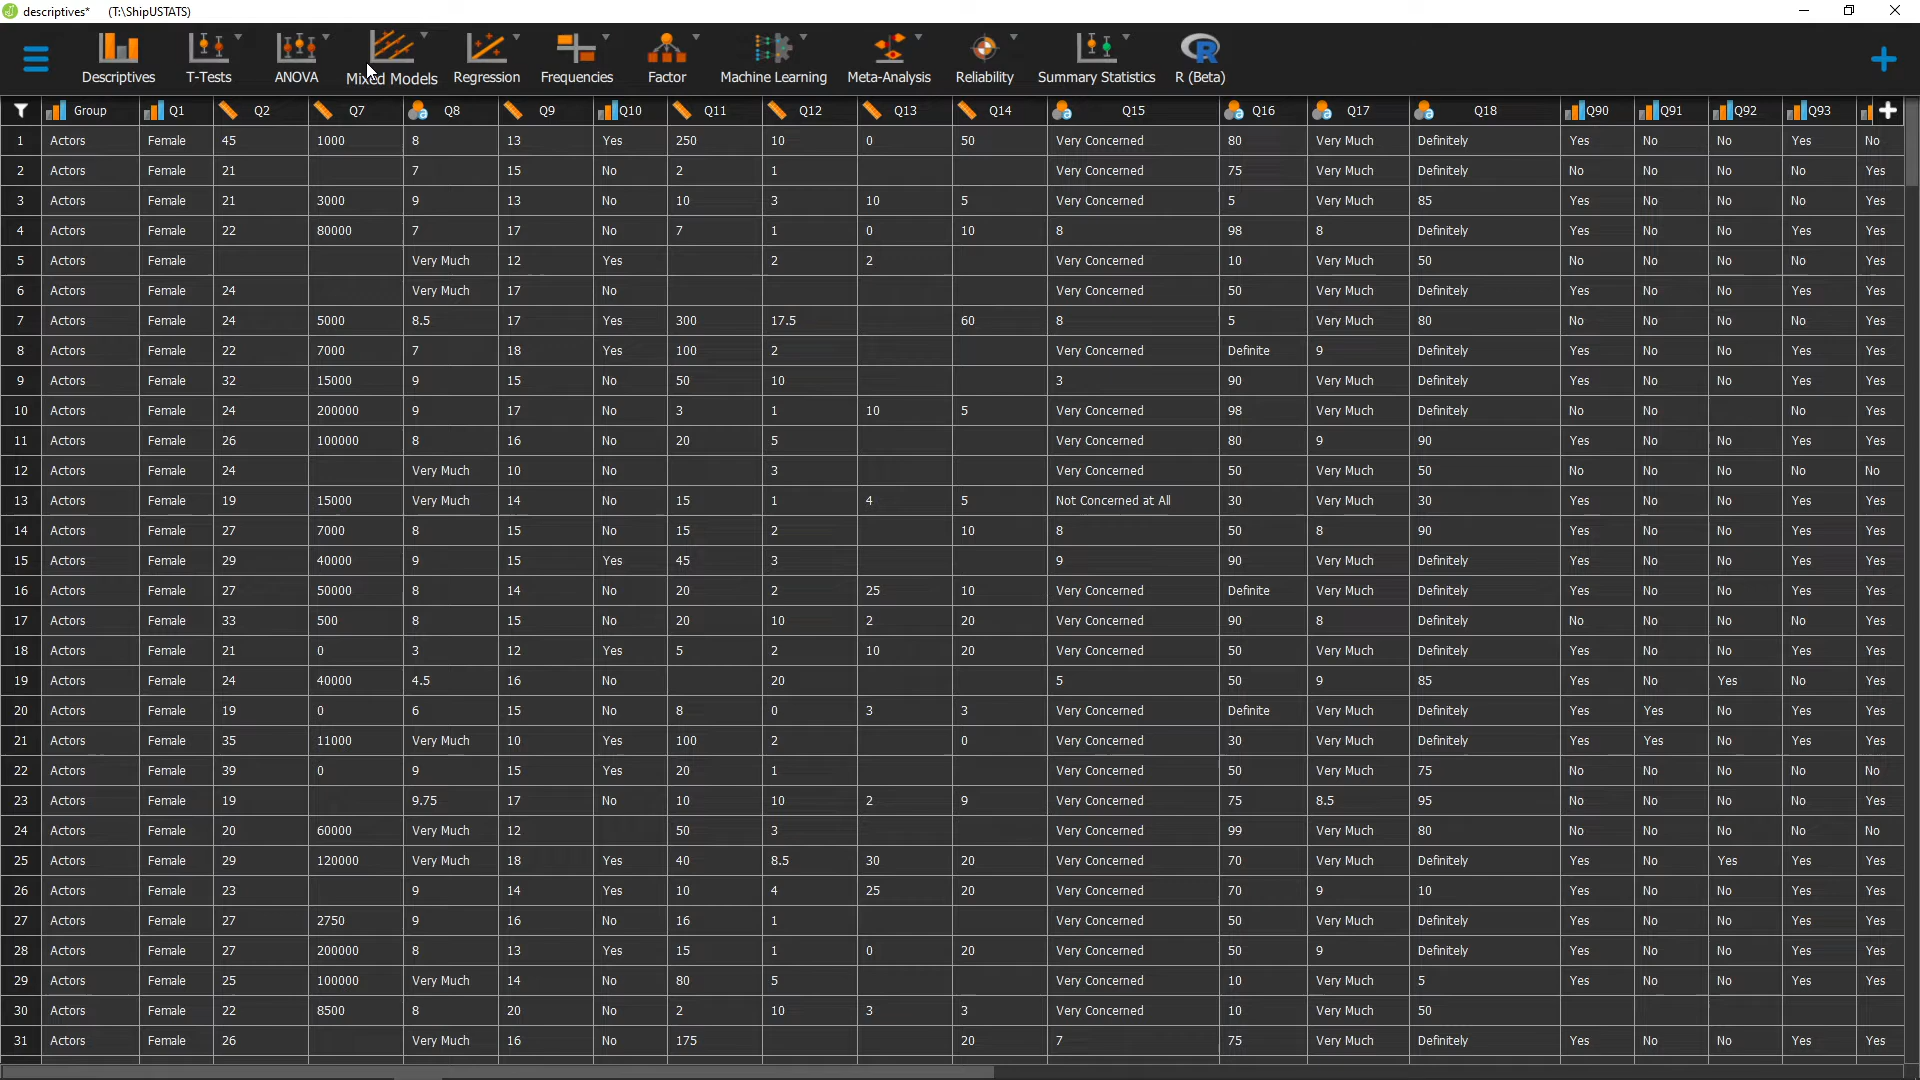 descriptives* (T:\ShipUSTATS)
Descriptives T-Tests ANOVA Mixed Models Regression Frequencies Factor Machine Learning Meta-Analysis Reliability Summary Statistics R (Beta)
Group Q1 Q2 Q7 Q8 Q9 Q10 Q11 Q12 Q13 Q14 Q15 Q16 Q17 Q18 Q90 Q91 Q92 Q93
1 Actors Female 45 1000 8 13 Yes 250 10 0 50 Very Concerned 80 Very Much Definitely Yes No No Yes No
2 Actors Female 21 7 15 No 2 1 Very Concerned 75 Very Much Definitely No No No No Yes
3 Actors Female 21 3000 9 13 No 10 3 10 5 Very Concerned 5 Very Much 85 Yes No No No Yes
4 Actors Female 22 80000 7 17 No 7 1 0 10 8 98 8 Definitely Yes No No Yes Yes
5 Actors Female Very Much 12 Yes 2 2 Very Concerned 10 Very Much 50 No No No No Yes
6 Actors Female 24 Very Much 17 No Very Concerned 50 Very Much Definitely Yes No No Yes Yes
7 Actors Female 24 5000 8.5 17 Yes 300 17.5 60 8 5 Very Much 80 No No No No Yes
8 Actors Female 22 7000 7 18 Yes 100 2 Very Concerned Definite 9 Definitely Yes No No Yes Yes
9 Actors Female 32 15000 9 15 No 50 10 3 90 Very Much Definitely Yes No No Yes Yes
10 Actors Female 24 200000 9 17 No 3 1 10 5 Very Concerned 98 Very Much Definitely No No No Yes
11 Actors Female 26 100000 8 16 No 20 5 Very Concerned 80 9 90 Yes No No Yes Yes
12 Actors Female 24 Very Much 10 No 3 Very Concerned 50 Very Much 50 No No No No No
13 Actors Female 19 15000 Very Much 14 No 15 1 4 5 Not Concerned at All 30 Very Much 30 Yes No No Yes Yes
14 Actors Female 27 7000 8 15 No 15 2 10 8 50 8 90 Yes No No Yes Yes
15 Actors Female 29 40000 9 15 Yes 45 3 9 90 Very Much Definitely Yes No No Yes Yes
16 Actors Female 27 50000 8 14 No 20 2 25 10 Very Concerned Definite Very Much Definitely Yes No No Yes Yes
17 Actors Female 33 500 8 15 No 20 10 2 20 Very Concerned 90 8 Definitely No No No No Yes
18 Actors Female 21 0 3 12 Yes 5 2 10 20 Very Concerned 50 Very Much Definitely Yes No No Yes Yes
19 Actors Female 24 40000 4.5 16 No 20 5 50 9 85 Yes No Yes No Yes
20 Actors Female 19 0 6 15 No 8 0 3 3 Very Concerned Definite Very Much Definitely Yes Yes No Yes Yes
21 Actors Female 35 11000 Very Much 10 Yes 100 2 0 Very Concerned 30 Very Much Definitely Yes Yes No Yes Yes
22 Actors Female 39 0 9 15 Yes 20 1 Very Concerned 50 Very Much 75 No No No No No
23 Actors Female 19 9.75 17 No 10 10 2 9 Very Concerned 75 8.5 95 No No No No Yes
24 Actors Female 20 60000 Very Much 12 50 3 Very Concerned 99 Very Much 80 No No No No No
25 Actors Female 29 120000 Very Much 18 Yes 40 8.5 30 20 Very Concerned 70 Very Much Definitely Yes No Yes Yes Yes
26 Actors Female 23 9 14 Yes 10 4 25 20 Very Concerned 70 9 10 Yes No No Yes Yes
27 Actors Female 27 2750 9 16 No 16 1 Very Concerned 50 Very Much Definitely Yes No No Yes Yes
28 Actors Female 27 200000 8 13 Yes 15 1 0 20 Very Concerned 50 9 Definitely Yes No No Yes Yes
29 Actors Female 25 100000 Very Much 14 No 80 5 Very Concerned 10 Very Much 5 Yes No No Yes Yes
30 Actors Female 22 8500 8 20 No 2 10 3 3 Very Concerned 10 Very Much 50
31 Actors Female 26 Very Much 16 No 175 20 7 75 Very Much Definitely Yes No No Yes Yes